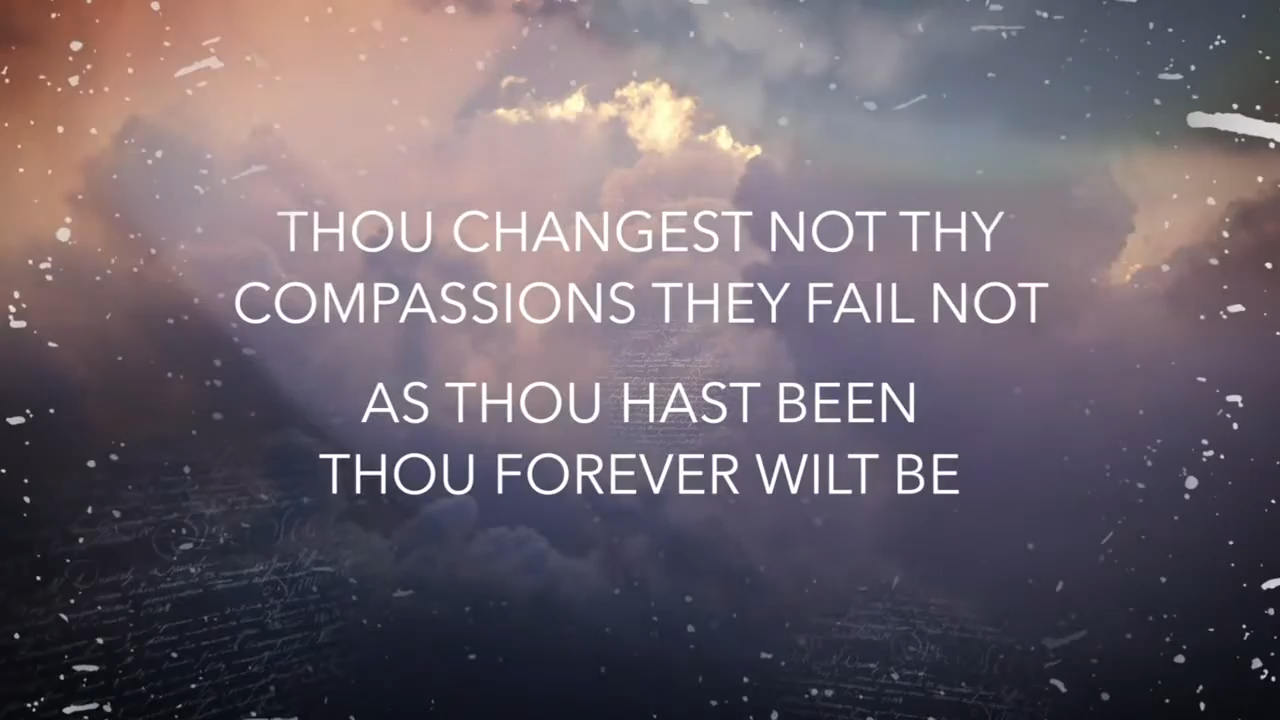 THOU CHANGEST NOT THY
COMPASSIONS THEY FAIL NOT
AS THOU HAST BEEN
THOU FOREVER WILT BE